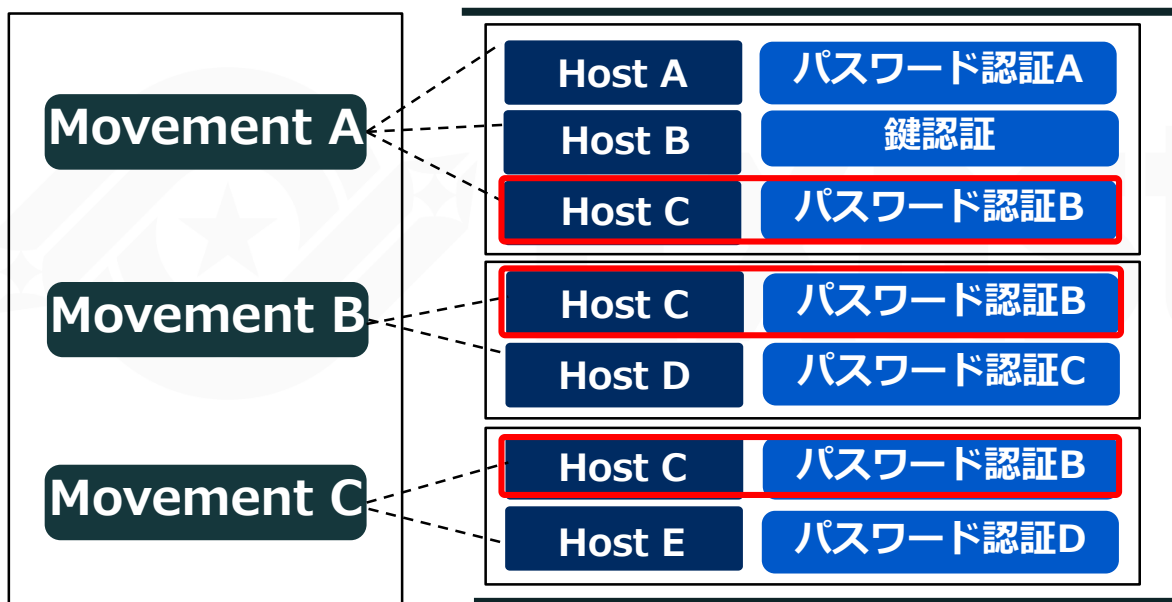 Movement A
Host A パスワード認証A
Host B 鍵認証
Host C パスワード認証B
Movement B
Host C パスワード認証B
Host D パスワード認証C
Movement C
Host C パスワード認証B
Host E パスワード認証D